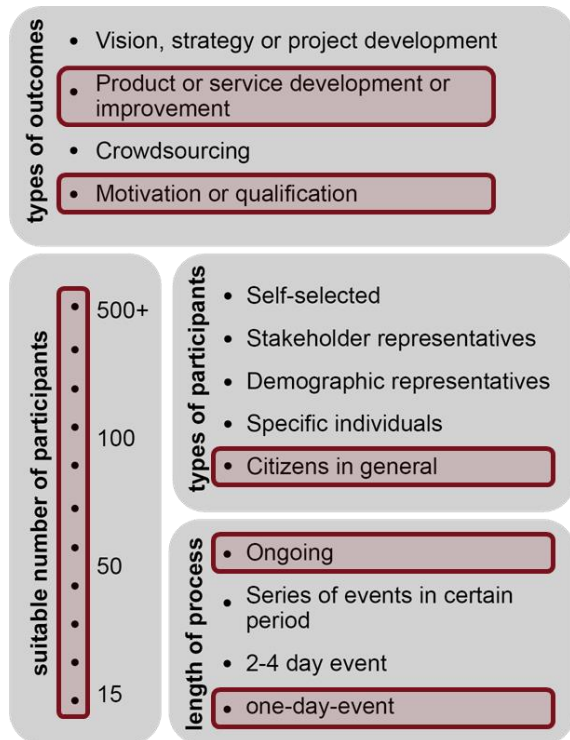 types of outcomes
• Vision, strategy or project development
• Product or service development or
improvement
• Crowdsourcing
• Motivation or qualification
suitable number of participants
500+
100
50
15
types of participants
• Self-selected
• Stakeholder representatives
• Demographic representatives
• Specific individuals
• Citizens in general
length of process
• Ongoing
• Series of events in certain
period
• 2-4 day event
• one-day-event